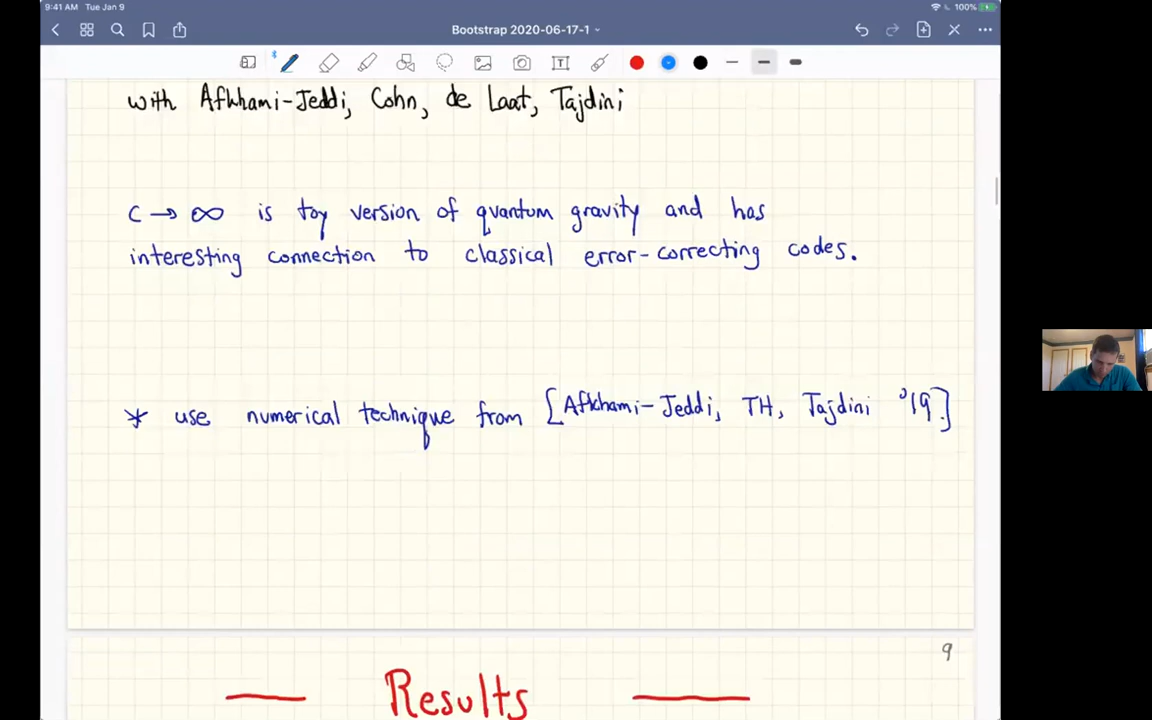 9:41 AM Tue Jan 9
100%
Bootstrap 2020-06-17-1
T
with Afkhami-Jeddi, Cohn, de Laat, Tajdini
c → ∞ is toy version of quantum gravity and has
interesting connection to classical error-correcting codes.
* use numerical technique from [Afkhami-Jeddi, TH, Tajdini '19]
9
Results